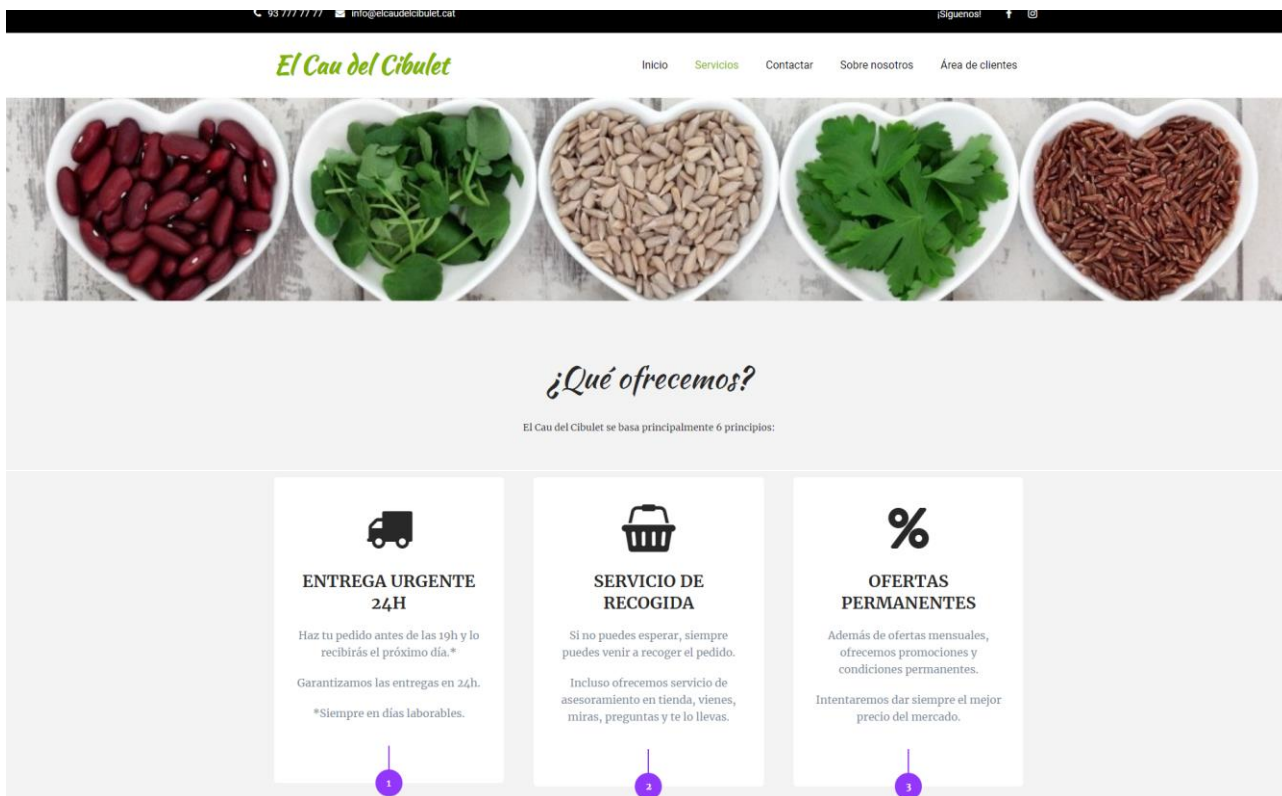 93 777 77 77 info@elcaudelcibulet.cat ¡Síguenos!
El Cau del Cibulet
Inicio Servicios Contactar Sobre nosotros Área de clientes
¿Qué ofrecemos?
El Cau del Cibulet se basa principalmente 6 principios:
ENTREGA URGENTE
24H
Haz tu pedido antes de las 19h y lo
recibirás el próximo día.*
Garantizamos las entregas en 24h.
*Siempre en días laborables.
1
SERVICIO DE
RECOGIDA
Si no puedes esperar, siempre
puedes venir a recoger el pedido.
Incluso ofrecemos servicio de
asesoramiento en tienda, vienes,
miras, preguntas y te lo llevas.
2
%
OFERTAS
PERMANENTES
Además de ofertas mensuales,
ofrecemos promociones y
condiciones permanentes.
Intentaremos dar siempre el mejor
precio del mercado.
3